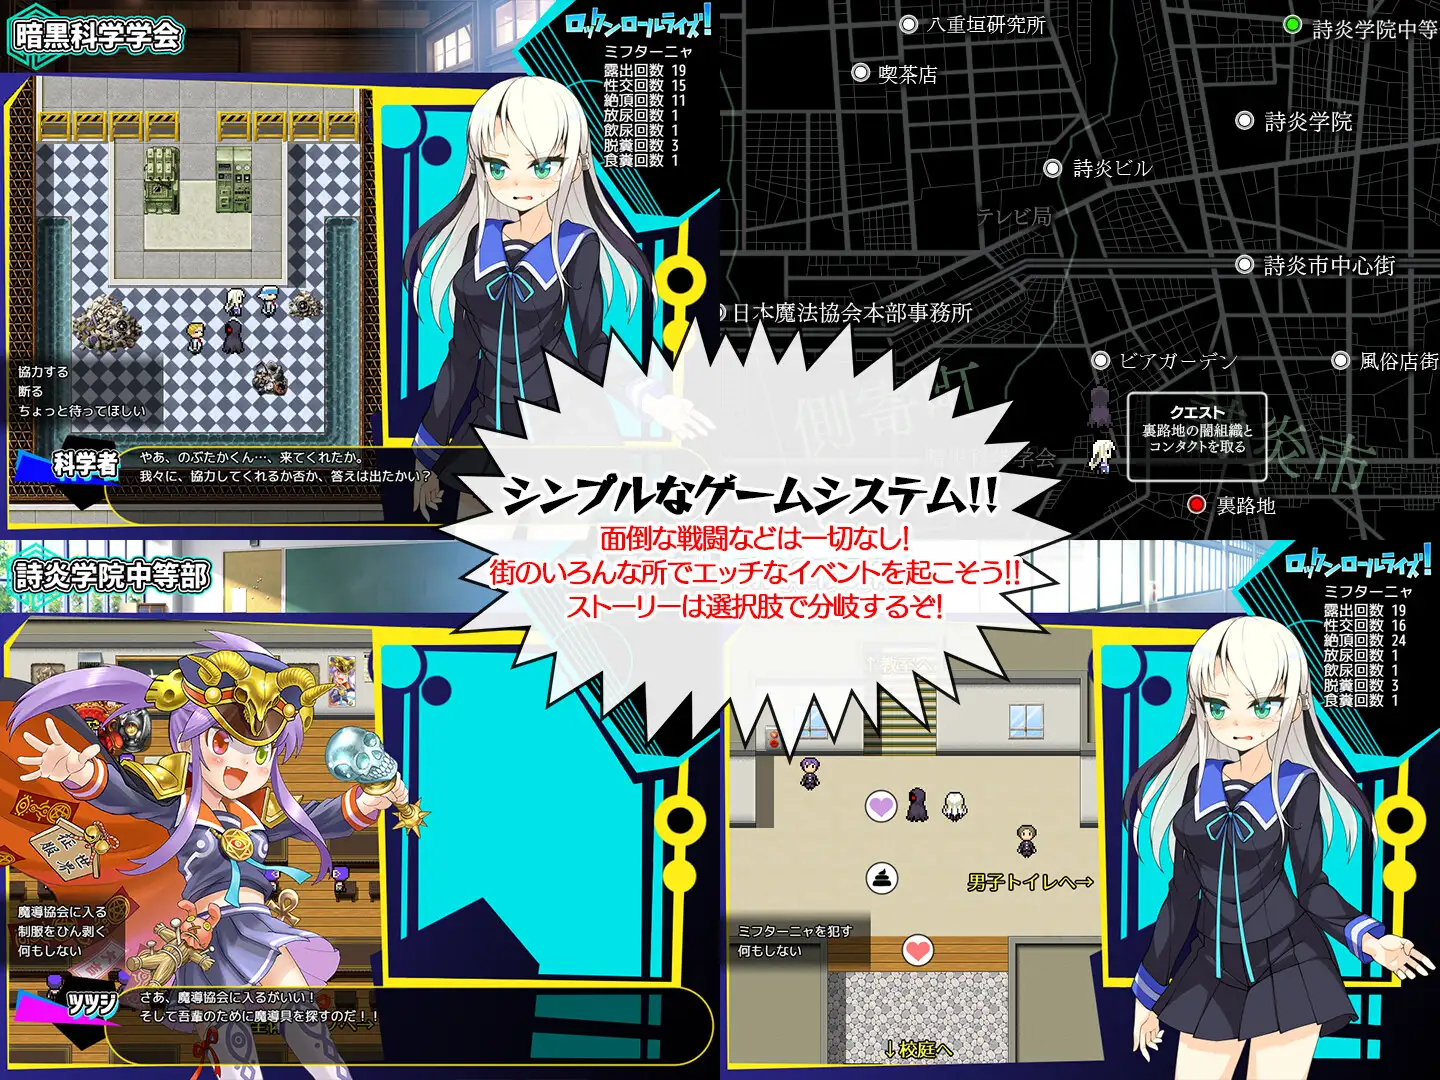 暗黒科学学会
ロックンロールライズ!
ミフターニャ
露出回数 19
性交回数 15
絶頂回数 11
放尿回数 1
飲尿回数 1
脱糞回数 3
食糞回数 1
協力する
断る
ちょっと待ってほしい
科学者
やあ、のぶたかくん…、来てくれたか。
我々に、協力してくれるか否か、答えは出たかい？
八重垣研究所
詩炎学院中等
喫茶店
詩炎学院
詩炎ビル
テレビ局
詩炎市中心街
日本魔法協会本部事務所
ビアガーデン
風俗店街
クエスト
裏路地の闇組織と
コンタクトを取る
炎市
裏路地
シンプルなゲームシステム!!
面倒な戦闘などは一切なし!
街のいろんな所でエッチなイベントを起こそう!!
ストーリーは選択肢で分岐するぞ!
詩炎学院中等部
魔導協会に入る
制服をひん剥く
何もしない
ツツジ
さあ、魔導協会に入るがいい！
そして吾輩のために魔導具を探すのだ！！
ロックンロールライズ!
ミフターニャ
露出回数 19
性交回数 16
絶頂回数 24
放尿回数 1
飲尿回数 1
脱糞回数 3
食糞回数 1
男子トイレへ→
ミフターニャを犯す
何もしない
↓校庭へ